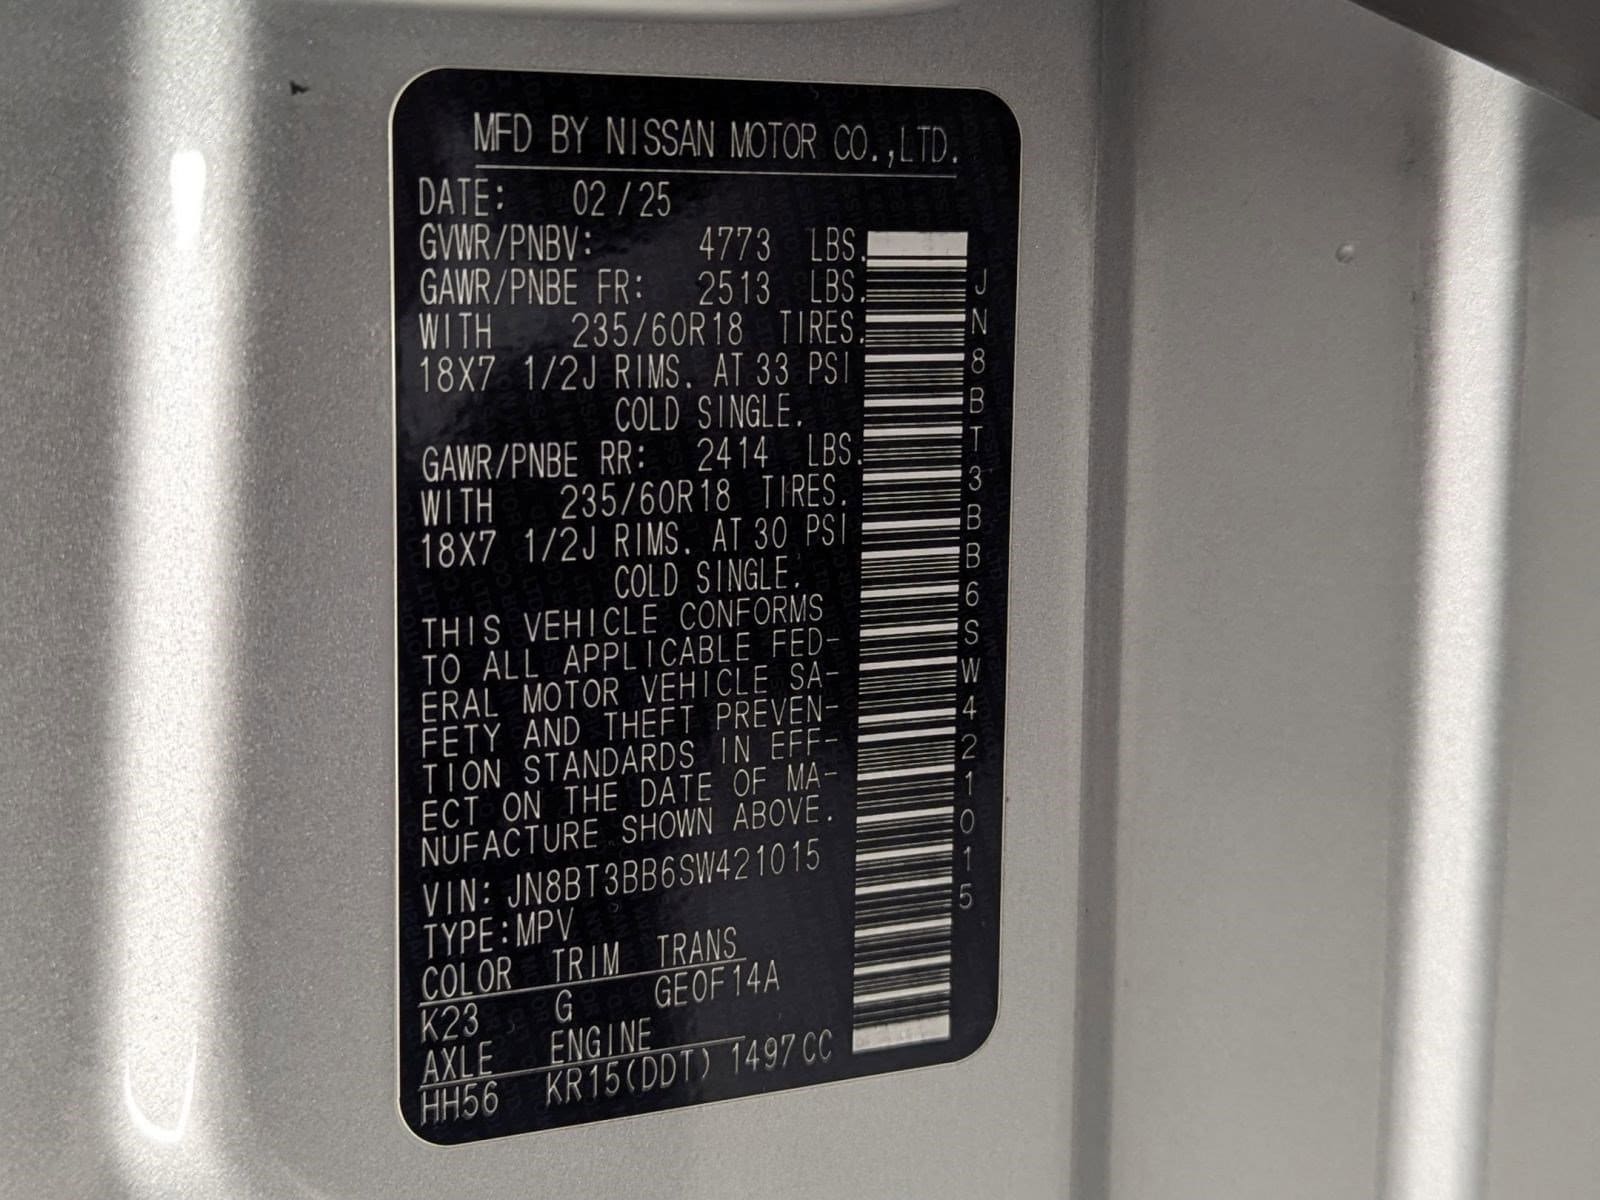 MFD BY NISSAN MOTOR CO.,LTD.
DATE: 02/25
GVWR/PNBV: 4773 LBS.
GAWR/PNBE FR: 2513 LBS.
WITH 235/60R18 TIRES.
18X7 1/2J RIMS. AT 33 PSI
COLD SINGLE.
GAWR/PNBE RR: 2414 LBS.
WITH 235/60R18 TIRES.
18X7 1/2J RIMS. AT 30 PSI
COLD SINGLE.
THIS VEHICLE CONFORMS
TO ALL APPLICABLE FED-
ERAL MOTOR VEHICLE SA-
FETY AND THEFT PREVEN-
TION STANDARDS IN EFF-
ECT ON THE DATE OF MA-
NUFACTURE SHOWN ABOVE.
VIN: JN8BT3BB6SW421015
TYPE:MPV
COLOR TRIM TRANS
K23 G GE0F14A
AXLE ENGINE
HH56 KR15(DDT) 1497CC
JN8BT3BB6SW421015